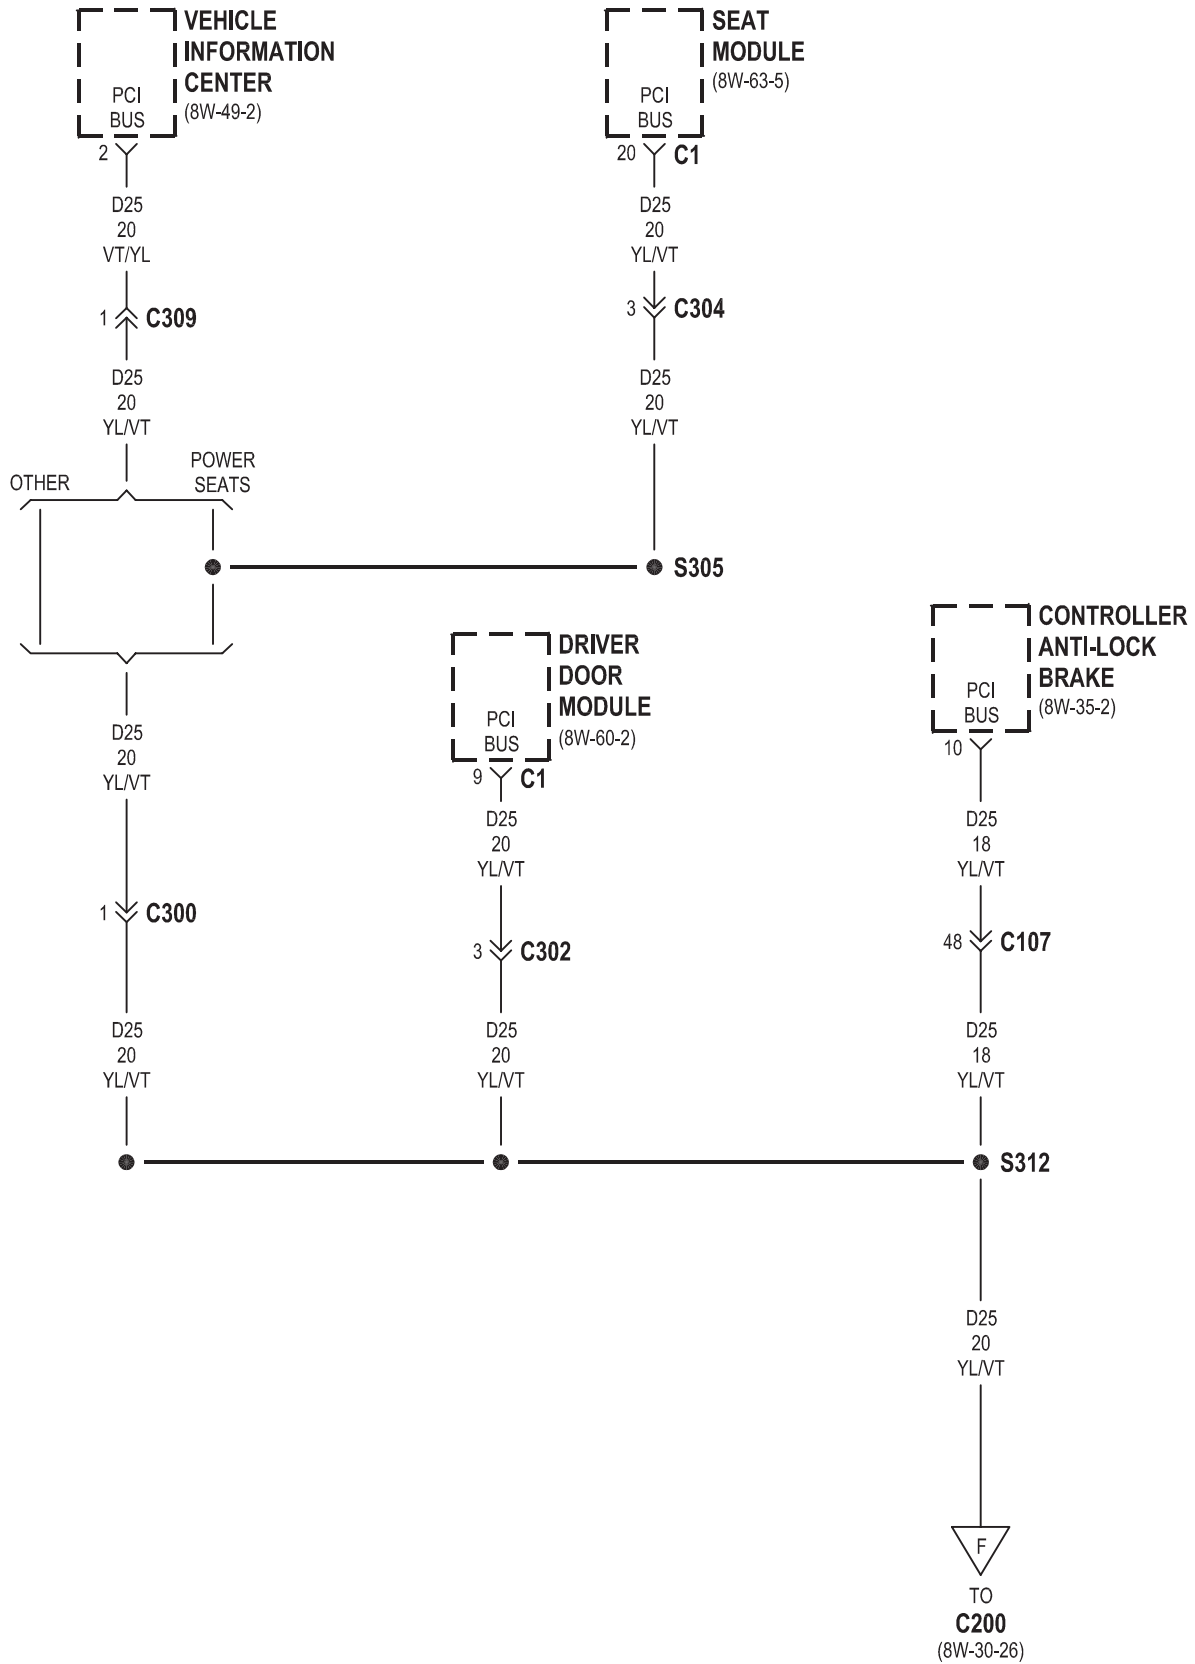 VEHICLE
INFORMATION
CENTER
(8W-49-2)
PCI
BUS
2
D25
20
VT/YL
1
C309
D25
20
YL/VT
OTHER
POWER
SEATS
SEAT
MODULE
(8W-63-5)
PCI
BUS
20
C1
D25
20
YL/VT
3
C304
D25
20
YL/VT
S305
D25
20
YL/VT
1
C300
D25
20
YL/VT
DRIVER
DOOR
MODULE
(8W-60-2)
PCI
BUS
9
C1
D25
20
YL/VT
3
C302
D25
20
YL/VT
CONTROLLER
ANTI-LOCK
BRAKE
(8W-35-2)
PCI
BUS
10
D25
18
YL/VT
48
C107
D25
18
YL/VT
S312
D25
20
YL/VT
F
TO
C200
(8W-30-26)